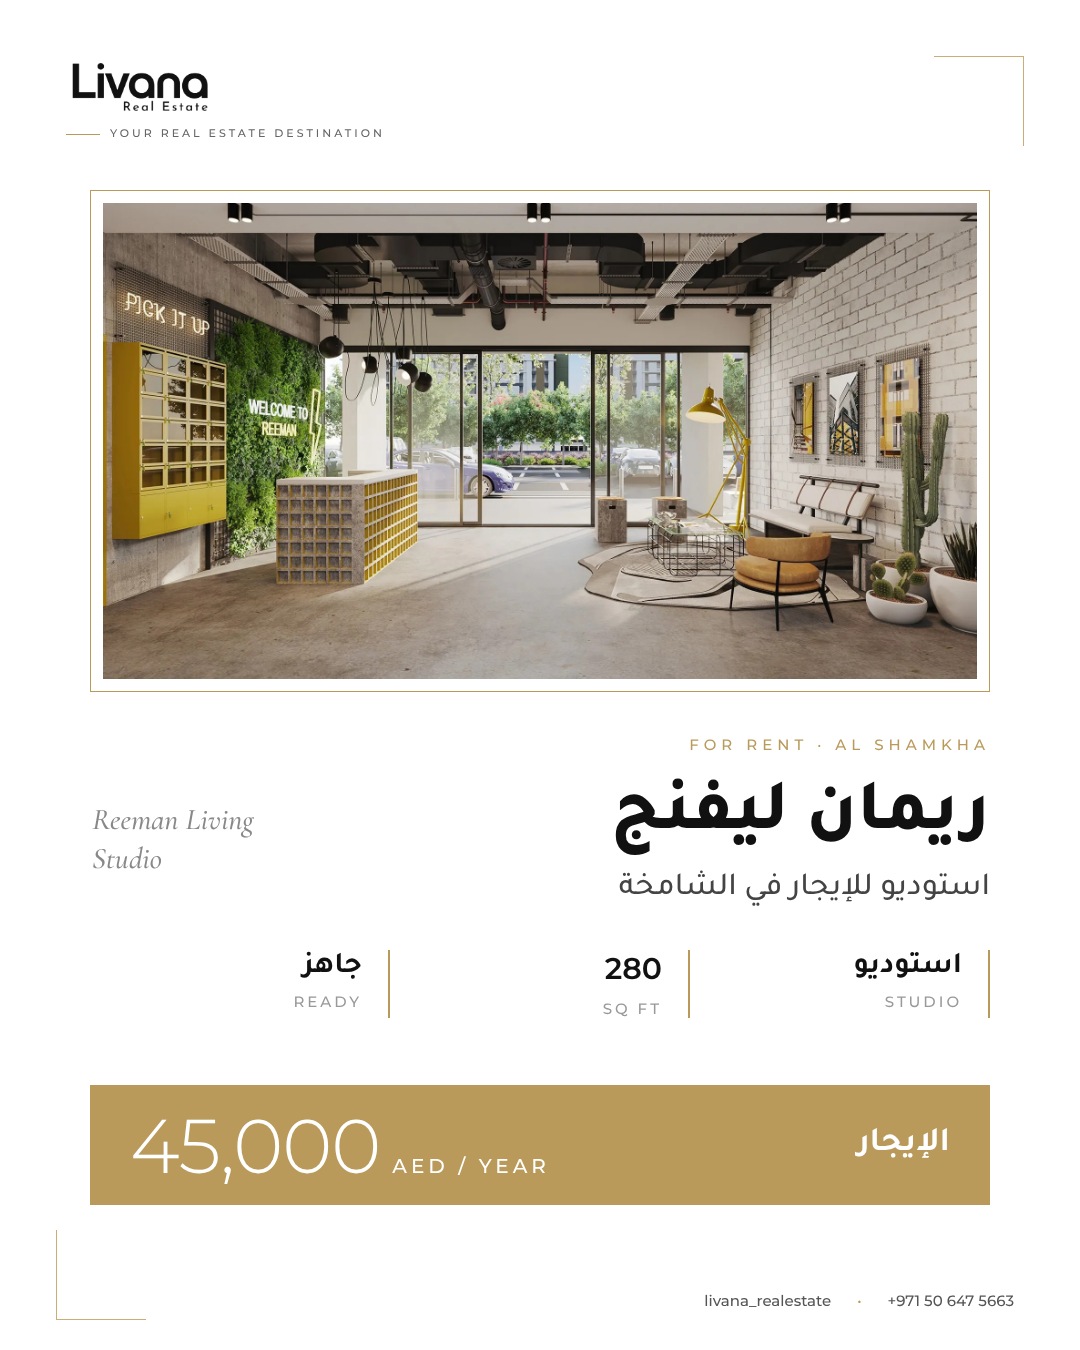 Livana
Real Estate
YOUR REAL ESTATE DESTINATION
PICK IT UP
WELCOME TO
REEMAN
FOR RENT · AL SHAMKHA
ريمان ليفنج
Reeman Living
Studio
استوديو للإيجار في الشامخة
استوديو
STUDIO
280
SQ FT
جاهز
READY
الإيجار
45,000 AED / YEAR
livana_realestate · +971 50 647 5663